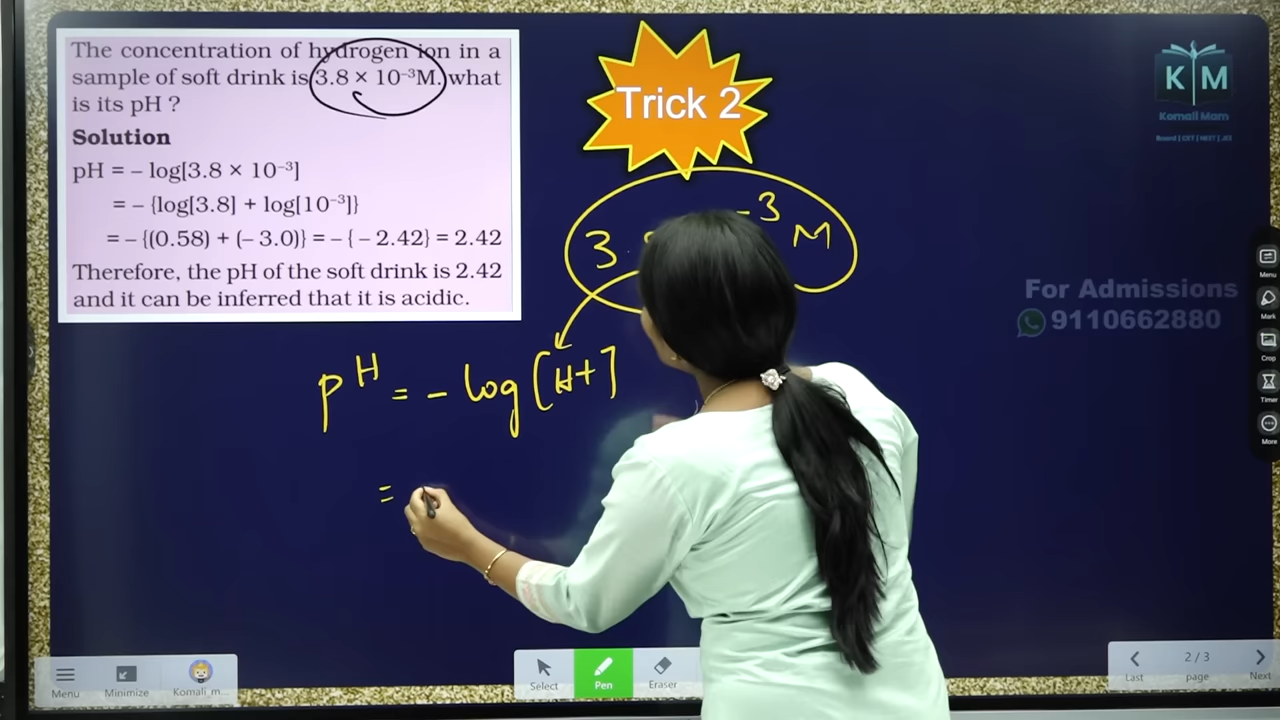 The concentration of hydrogen ion in a
sample of soft drink is 3.8 × 10⁻³M. what
is its pH ?
Solution
pH = – log[3.8 × 10⁻³]
= – {log[3.8] + log[10⁻³]}
= – {(0.58) + (– 3.0)} = – { – 2.42} = 2.42
Therefore, the pH of the soft drink is 2.42
and it can be inferred that it is acidic.
Trick 2
K M
Komali Mam
Board | CET | NEET | JEE
3. -3 M
For Admissions
9110662880
pH = - log [H+]
=
Menu
Mark
Crop
Timer
More
Menu
Minimize
Komali_m...
Select
Pen
Eraser
Last
2 / 3
page
Next